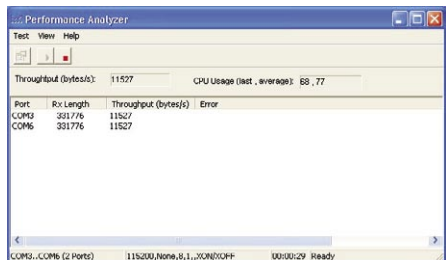 Performance Analyzer
Test View Help
Throughtput (bytes/s): 11527 CPU Usage (last , average): 68 , 77
Port Rx Length Throughput (bytes/s) Error
COM3 331776 11527
COM6 331776 11527
COM3..COM6 (2 Ports) 115200,None,8,1,,XON/XOFF 00:00:29 Ready